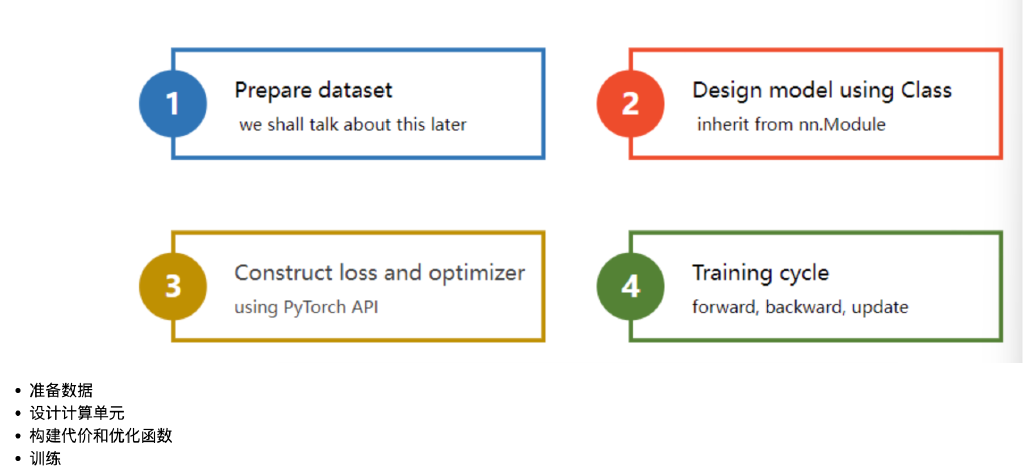 1
Prepare dataset
we shall talk about this later
2
Design model using Class
inherit from nn.Module
3
Construct loss and optimizer
using PyTorch API
4
Training cycle
forward, backward, update
• 准备数据
• 设计计算单元
• 构建代价和优化函数
• 训练